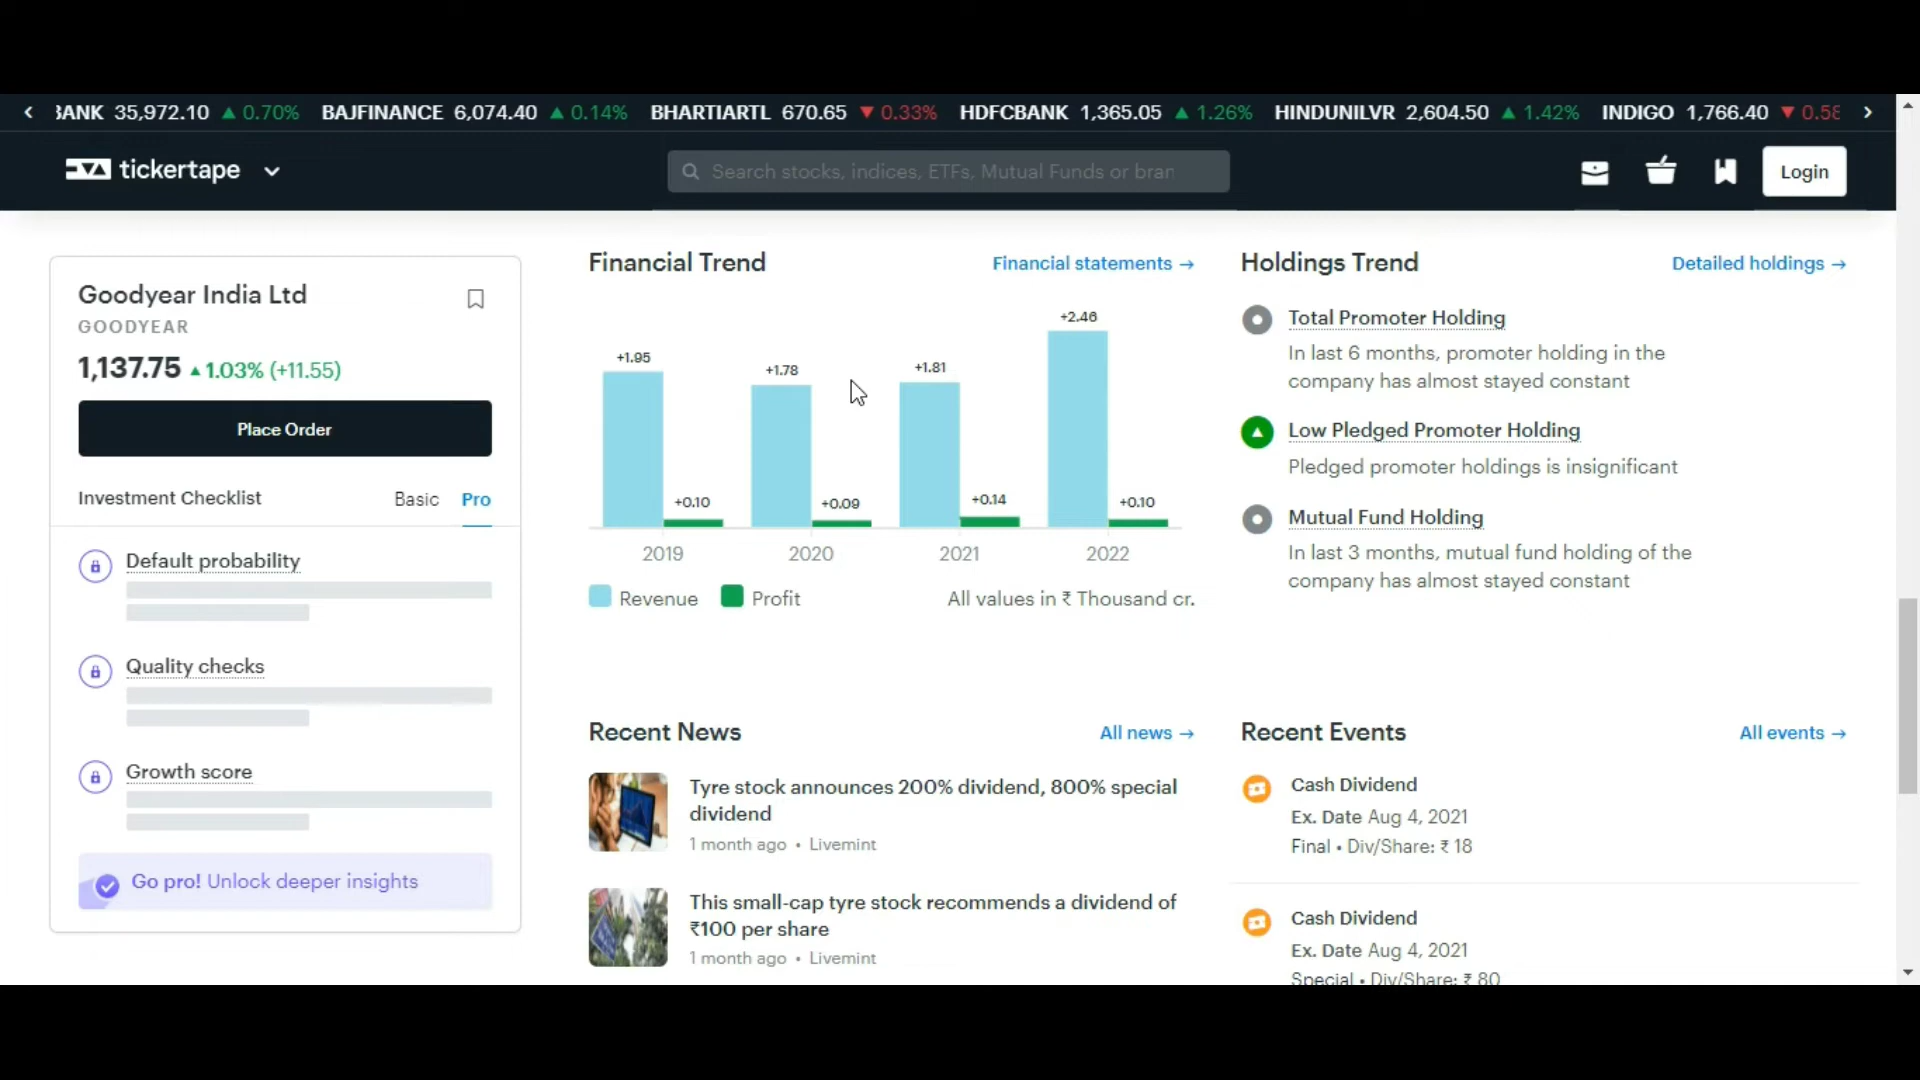 BANK 35,972.10 ▲ 0.70% BAJFINANCE 6,074.40 ▲ 0.14% BHARTIARTL 670.65 ▼ 0.33% HDFCBANK 1,365.05 ▲ 1.26% HINDUNILVR 2,604.50 ▲ 1.42% INDIGO 1,766.40 ▼ 0.58
tickertape
Search stocks, indices, ETFs, Mutual Funds or bran
Login
Goodyear India Ltd
GOODYEAR
1,137.75 ▲ 1.03% (+11.55)
Place Order
Investment Checklist Basic Pro
Default probability
Quality checks
Growth score
Go pro! Unlock deeper insights
Financial Trend Financial statements →
+1.95 +0.10 +1.78 +0.09 +1.81 +0.14 +2.46 +0.10
2019 2020 2021 2022
Revenue Profit All values in ₹ Thousand cr.
Holdings Trend Detailed holdings →
Total Promoter Holding
In last 6 months, promoter holding in the
company has almost stayed constant
Low Pledged Promoter Holding
Pledged promoter holdings is insignificant
Mutual Fund Holding
In last 3 months, mutual fund holding of the
company has almost stayed constant
Recent News All news →
Tyre stock announces 200% dividend, 800% special
dividend
1 month ago • Livemint
This small-cap tyre stock recommends a dividend of
₹100 per share
1 month ago • Livemint
Recent Events All events →
Cash Dividend
Ex. Date Aug 4, 2021
Final • Div/Share: ₹ 18
Cash Dividend
Ex. Date Aug 4, 2021
Special • Div/Share: ₹ 80